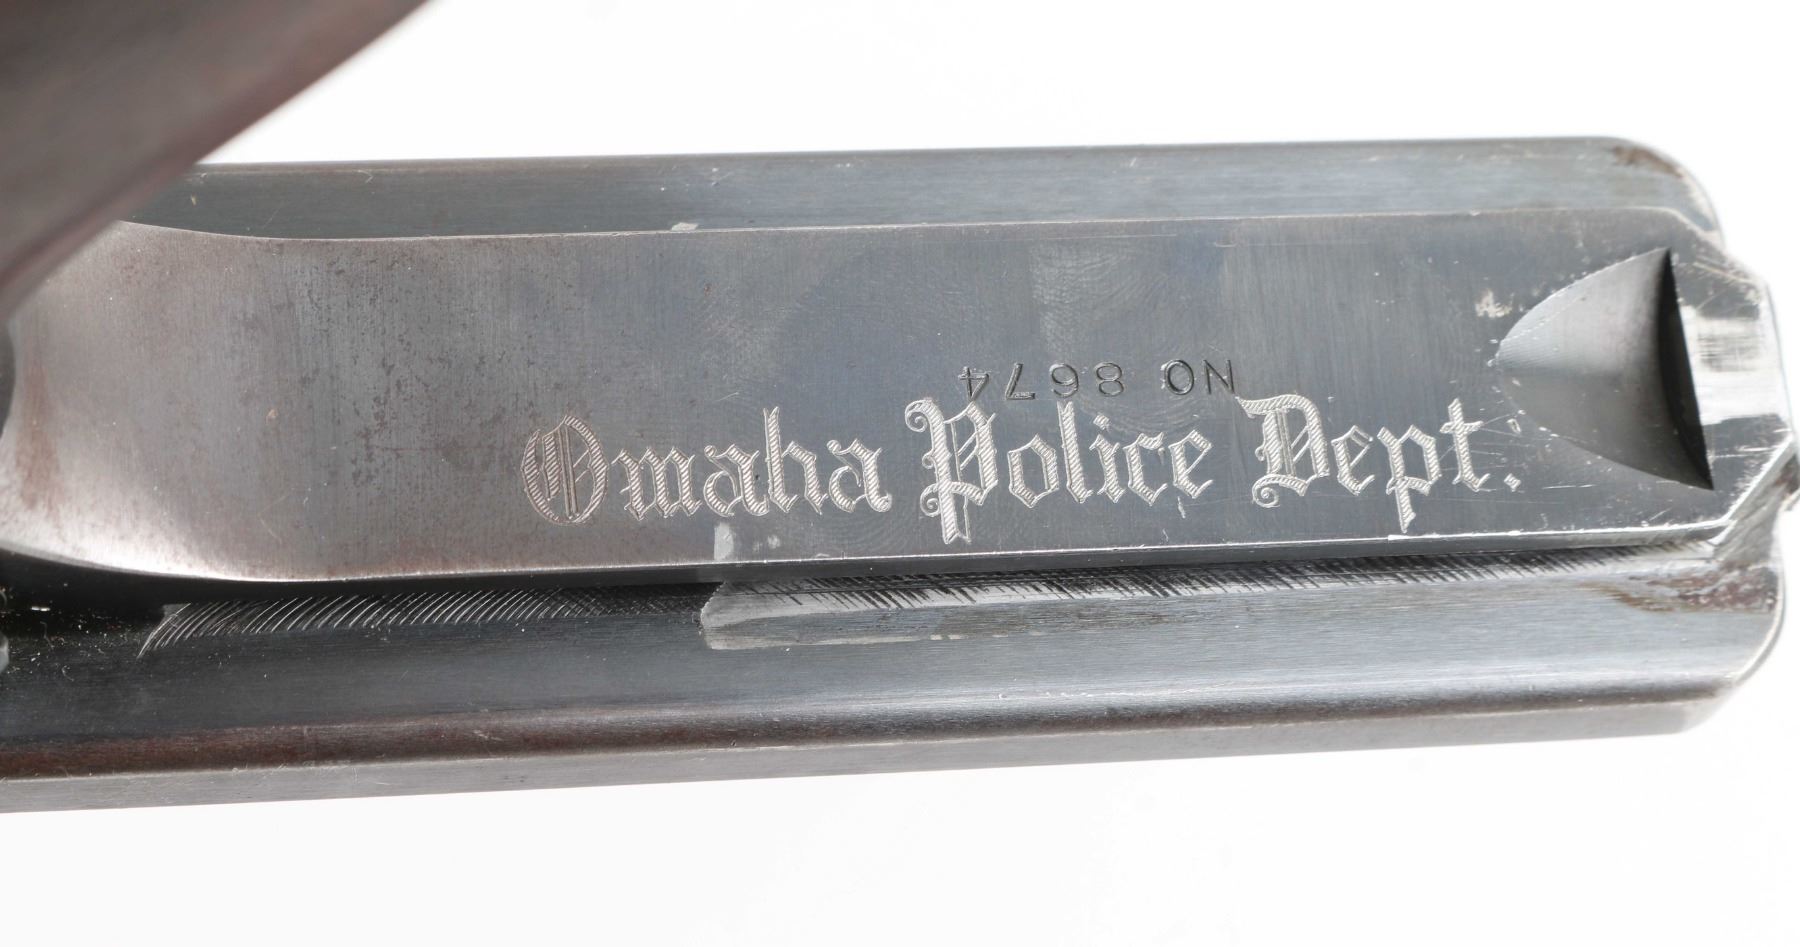 NO 8674
Omaha Police Dept.